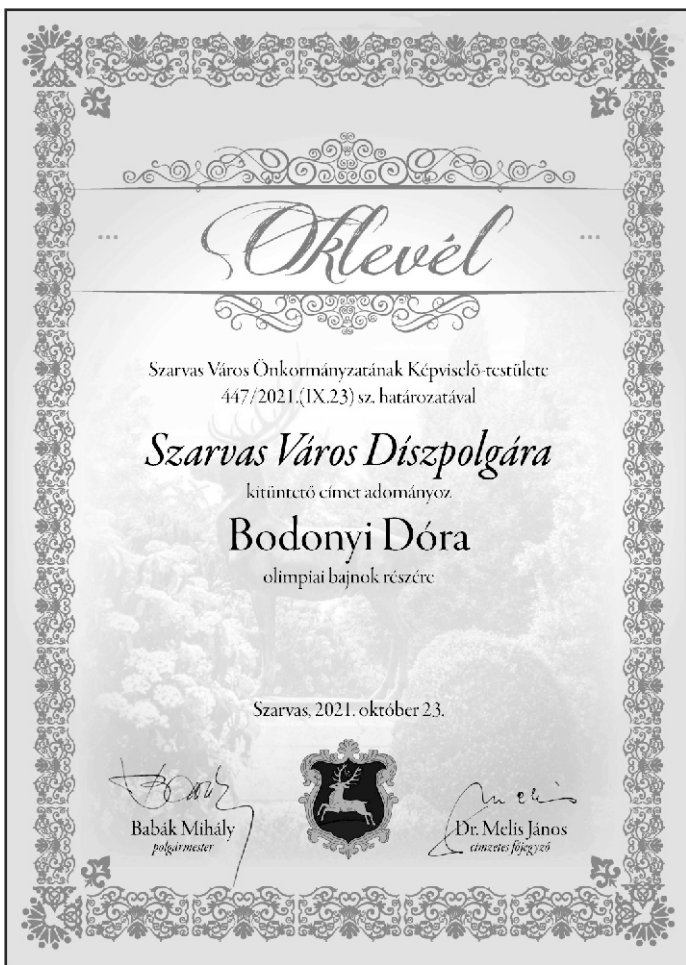 Oklevél
Szarvas Város Önkormányzatának Képviselő-testülete
447/2021.(IX.23) sz. határozatával
Szarvas Város Díszpolgára
kitüntető címet adományoz
Bodonyi Dóra
olimpiai bajnok részére
Szarvas, 2021. október 23.
Babák Mihály
polgármester
Dr. Melis János
címzetes főjegyző